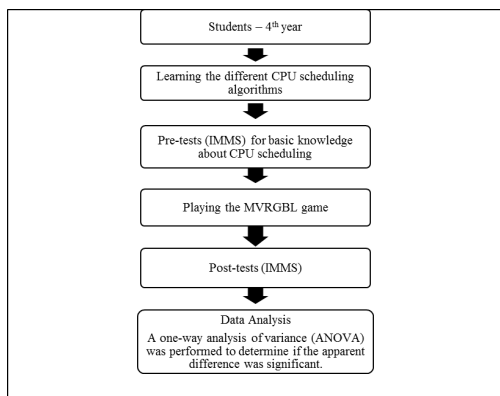 Students – 4th year
Learning the different CPU scheduling
algorithms
Pre-tests (IMMS) for basic knowledge
about CPU scheduling
Playing the MVRGBL game
Post-tests (IMMS)
Data Analysis
A one-way analysis of variance (ANOVA)
was performed to determine if the apparent
difference was significant.